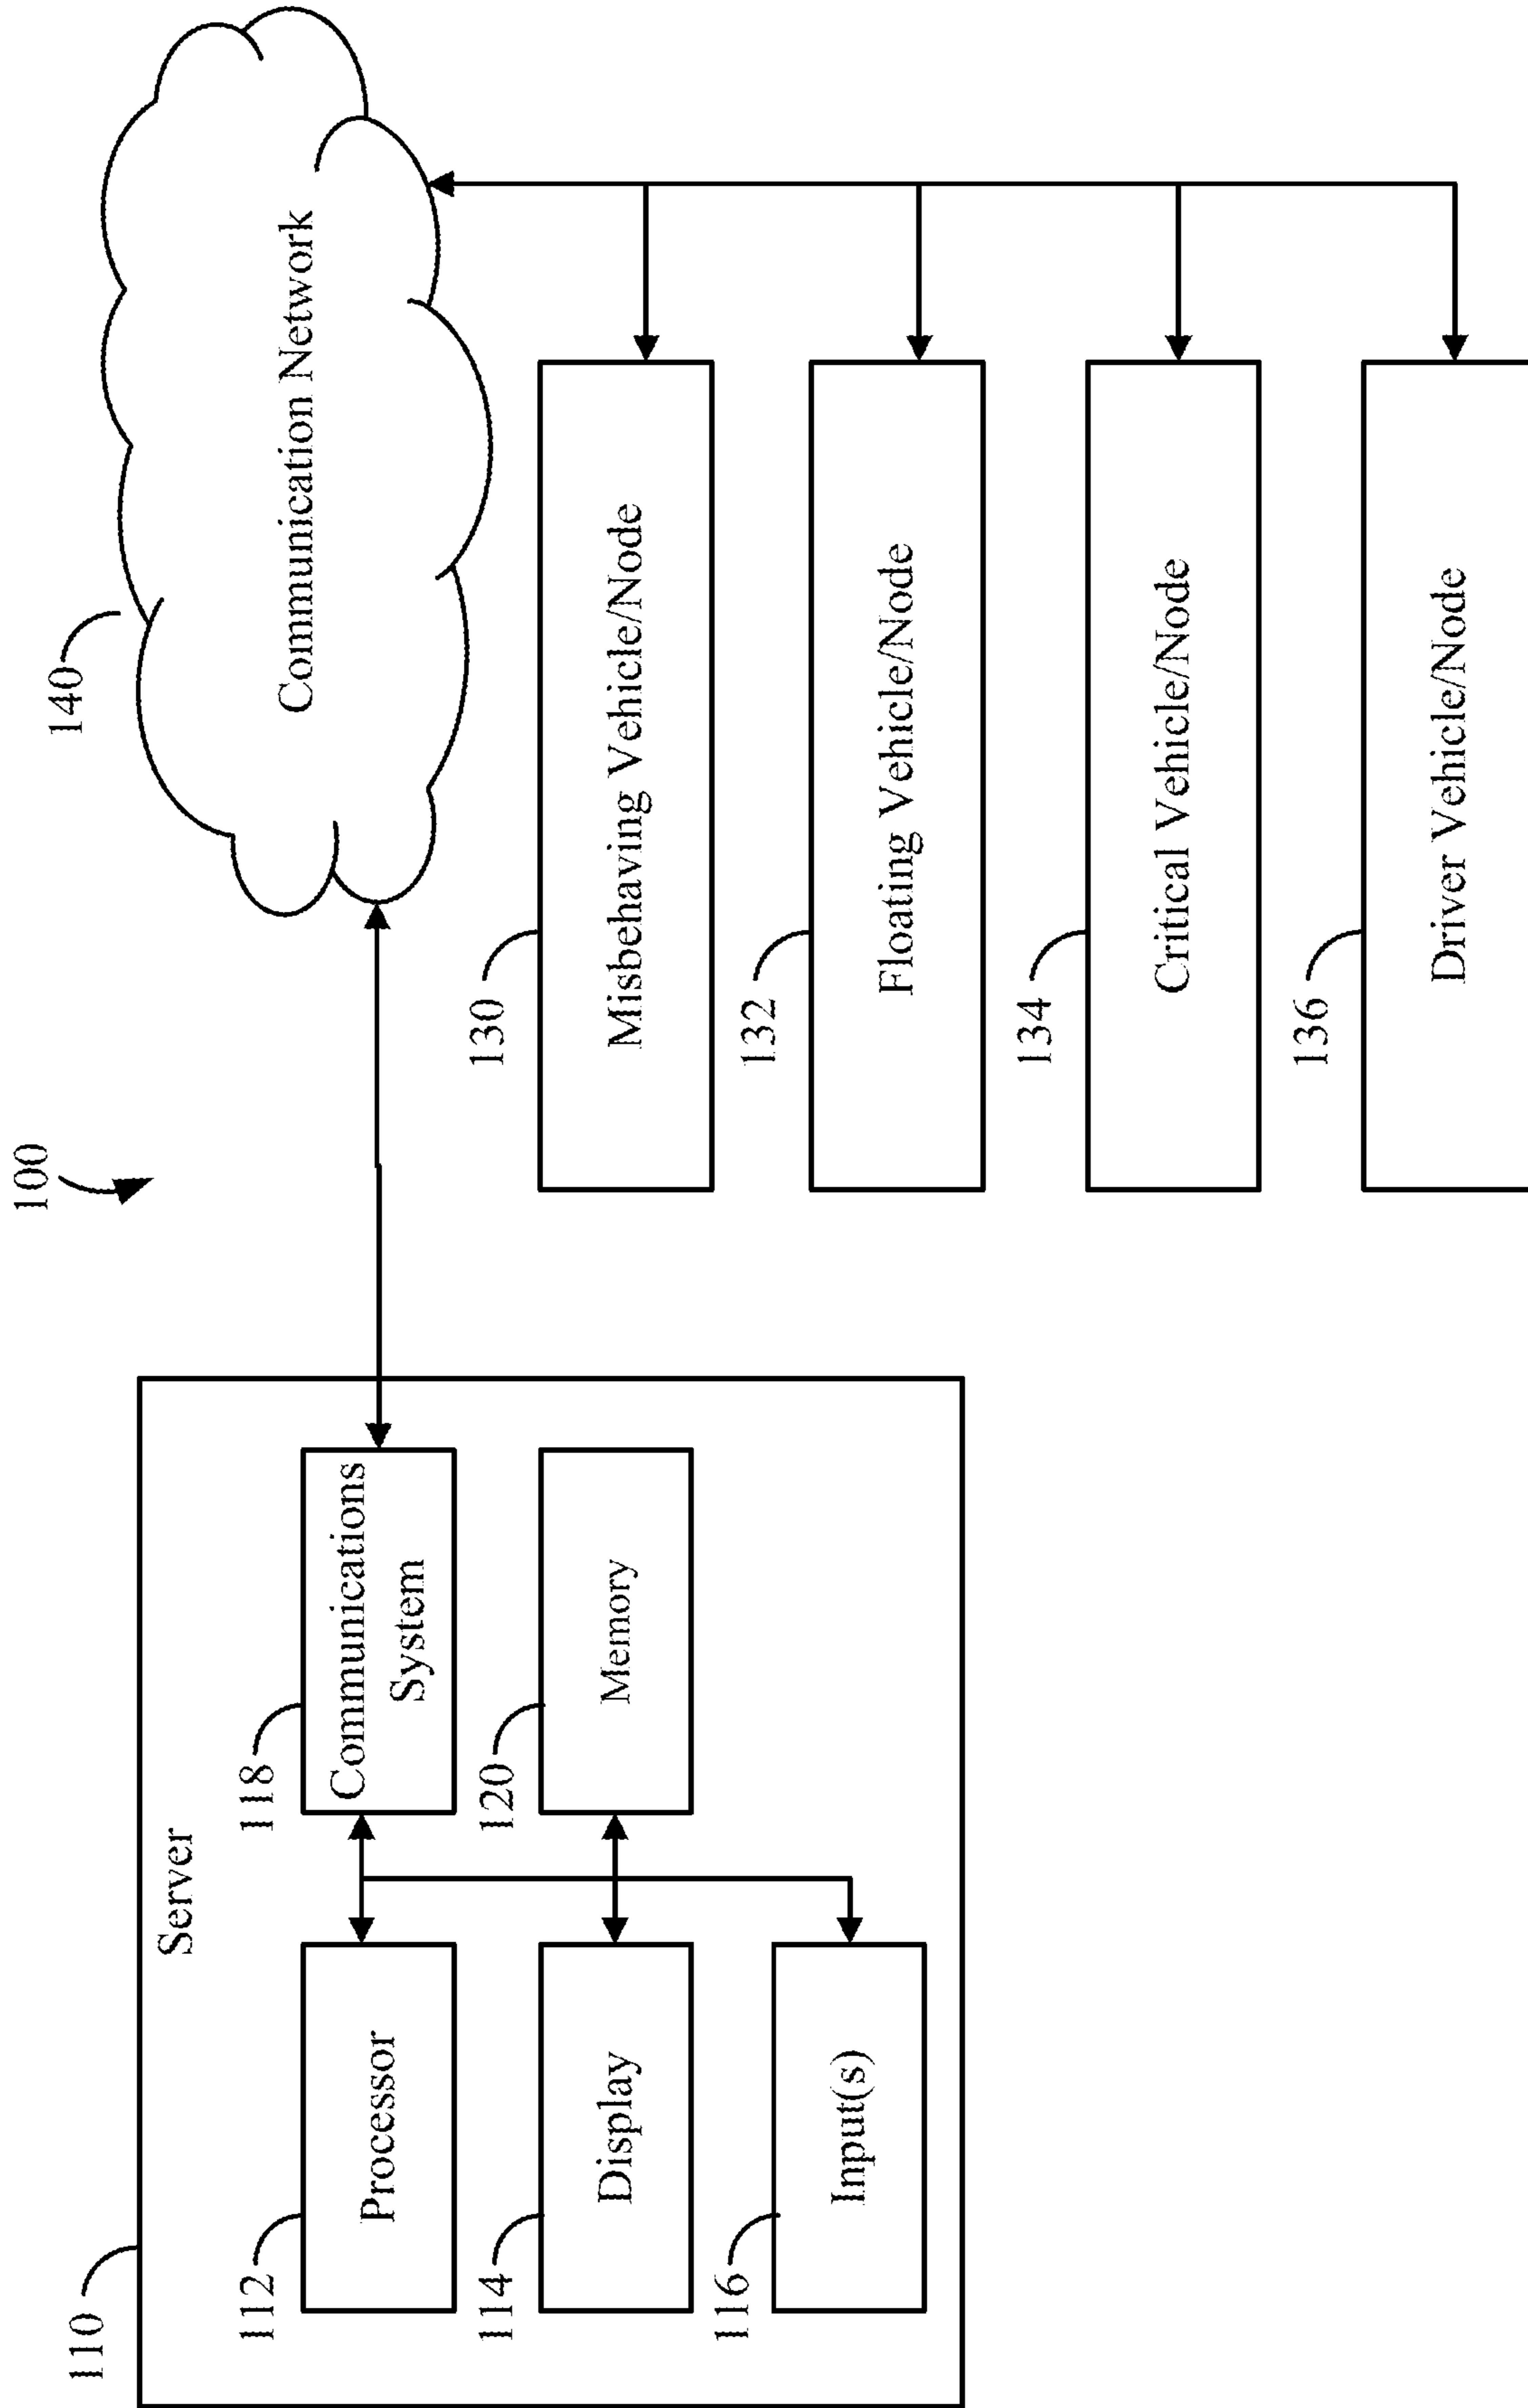 100
110
Server
112
Processor
118
Communications
System
114
Display
120
Memory
116
Input(s)
140
Communication Network
130
Misbehaving Vehicle/Node
132
Floating Vehicle/Node
134
Critical Vehicle/Node
136
Driver Vehicle/Node